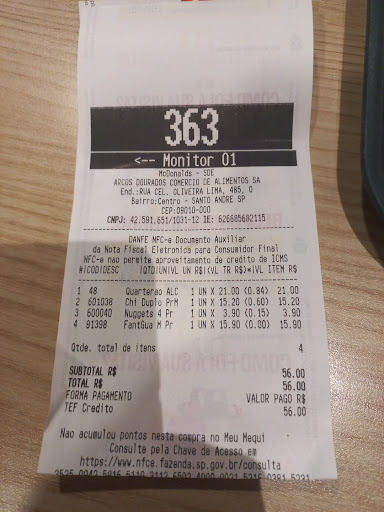 363
<-- Monitor 01
McDonalds - SOE
ARCOS DOURADOS COMERCIO DE ALIMENTOS SA
End.:RUA CEL. OLIVEIRA LIMA, 485, 0
Bairro:Centro - SANTO ANDRE SP
CEP:09010-000
CNPJ: 42.591.651/1031-12 IE: 626685682115
DANFE NFC-e Documento Auxiliar
da Nota Fiscal Eletronica para Consumidor Final
NFC-e nao permite aproveitamento de credito de ICMS
#|COD|DESC |QTD|UN|VL UN R$|(VL TR R$)*|VL ITEM R$
1 48 Quarterao ALC 1 UN X 21.00 (0.84) 21.00
2 601038 Chi Duplo PrM 1 UN X 15.20 (0.60) 15.20
3 600040 Nuggets 4 Pr 1 UN X 3.90 (0.15) 3.90
4 91398 FantGua M Pr 1 UN X 15.90 (0.00) 15.90
Qtde. total de itens 4
SUBTOTAL R$ 56.00
TOTAL R$ 56.00
FORMA PAGAMENTO VALOR PAGO R$
TEF Credito 56.00
Nao acumulou pontos nesta compra no Meu Mequi
Consulte pela Chave de Acesso em
https://www.nfce.fazenda.sp.gov.br/consulta